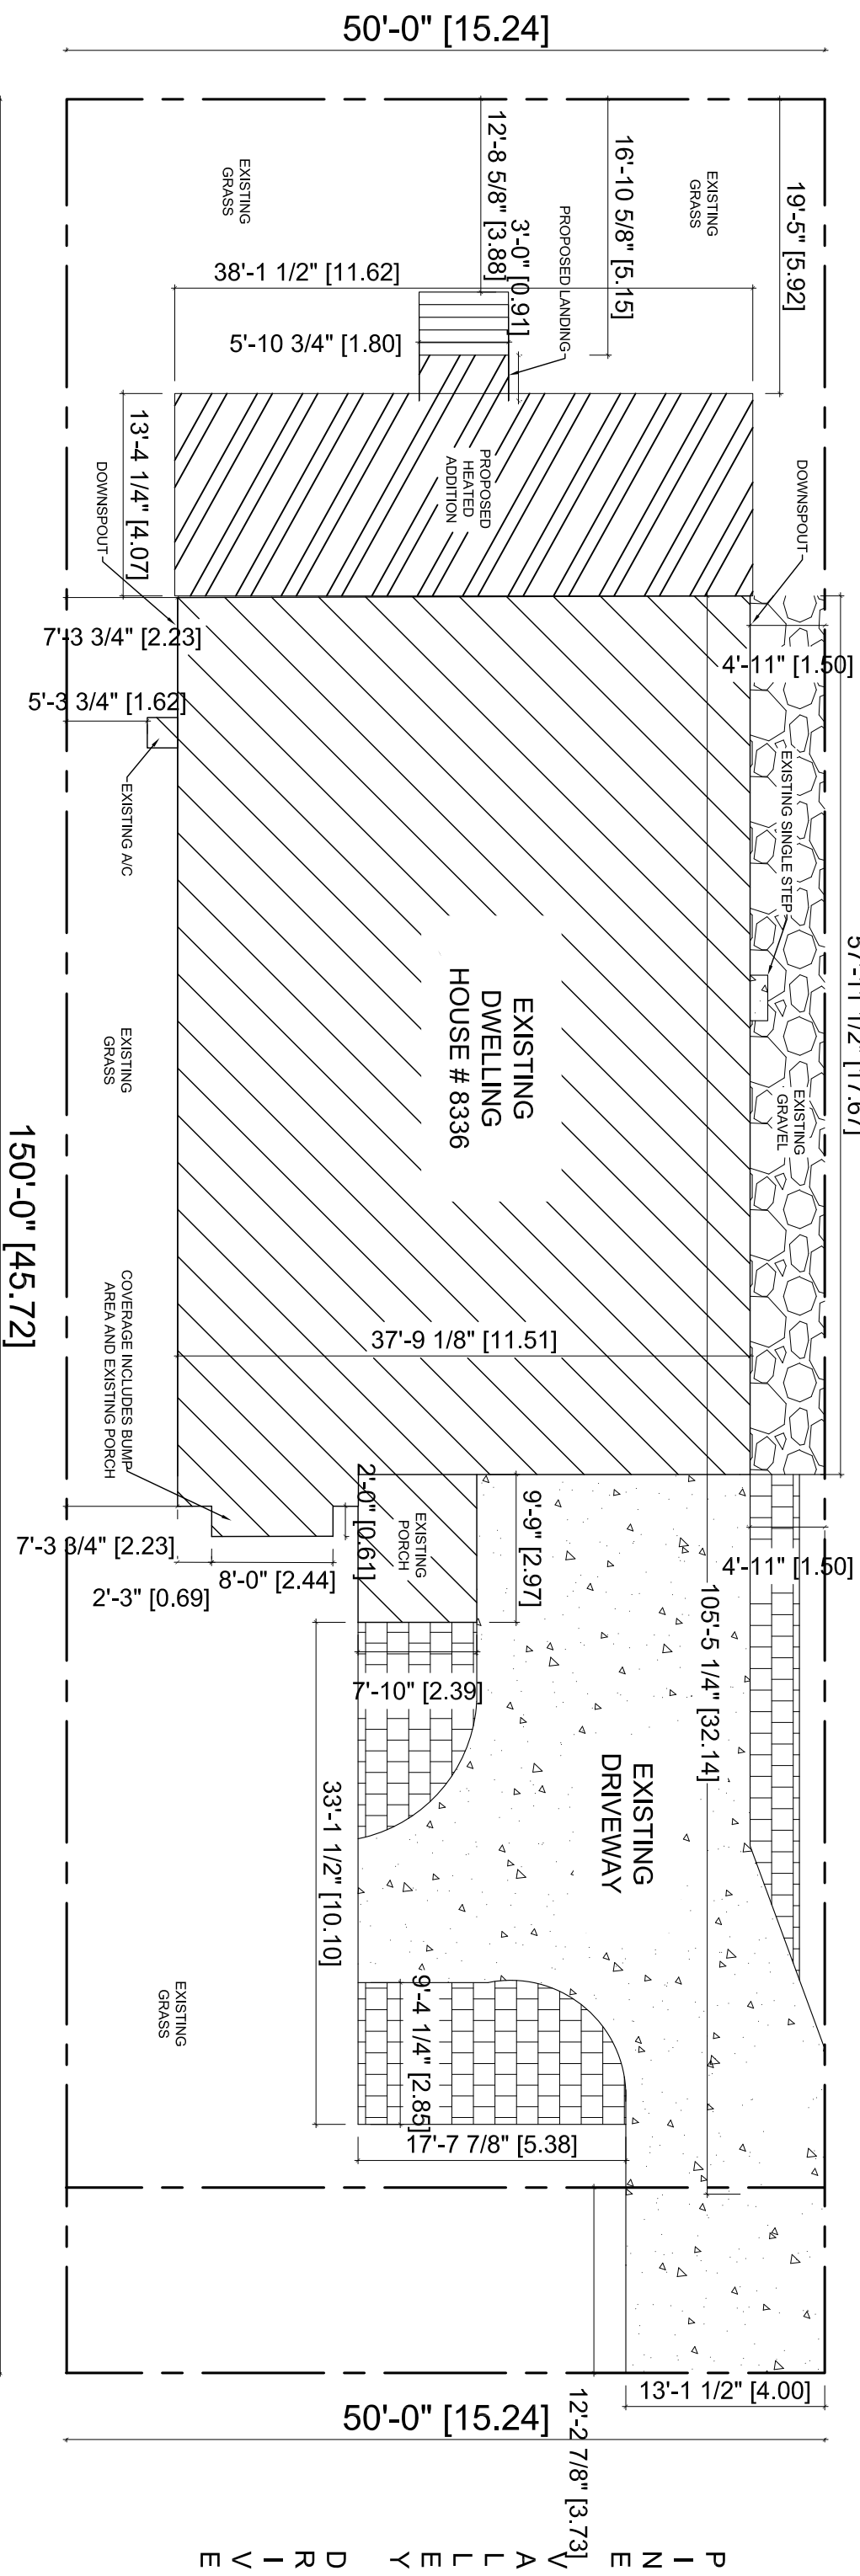 50'-0" [15.24]
19'-5" [5.92]
16'-10 5/8" [5.15]
12'-8 5/8" [3.88]
3'-0" [0.91]
EXISTING
GRASS
EXISTING
GRASS
PROPOSED LANDING
38'-1 1/2" [11.62]
5'-10 3/4" [1.80]
13'-4 1/4" [4.07]
PROPOSED
HEATED
ADDITION
DOWNSPOUT
DOWNSPOUT
7'-3 3/4" [2.23]
4'-11" [1.50]
5'-3 3/4" [1.62]
EXISTING A/C
EXISTING SINGLE STEP
57'-11 1/2" [17.67]
EXISTING
DWELLING
HOUSE # 8336
EXISTING
GRASS
EXISTING
GRAVEL
150'-0" [45.72]
COVERAGE INCLUDES BUMP
AREA AND EXISTING PORCH
37'-9 1/8" [11.51]
2'-0" [0.61]
EXISTING
PORCH
9'-9" [2.97]
7'-3 3/4" [2.23]
8'-0" [2.44]
2'-3" [0.69]
4'-11" [1.50]
105'-5 1/4" [32.14]
7'-10" [2.39]
33'-1 1/2" [10.10]
EXISTING
DRIVEWAY
EXISTING
GRASS
9'-4 1/4" [2.85]
17'-7 7/8" [5.38]
13'-1 1/2" [4.00]
12'-2 7/8" [3.73]
50'-0" [15.24]
PINE VALLEY DRIVE